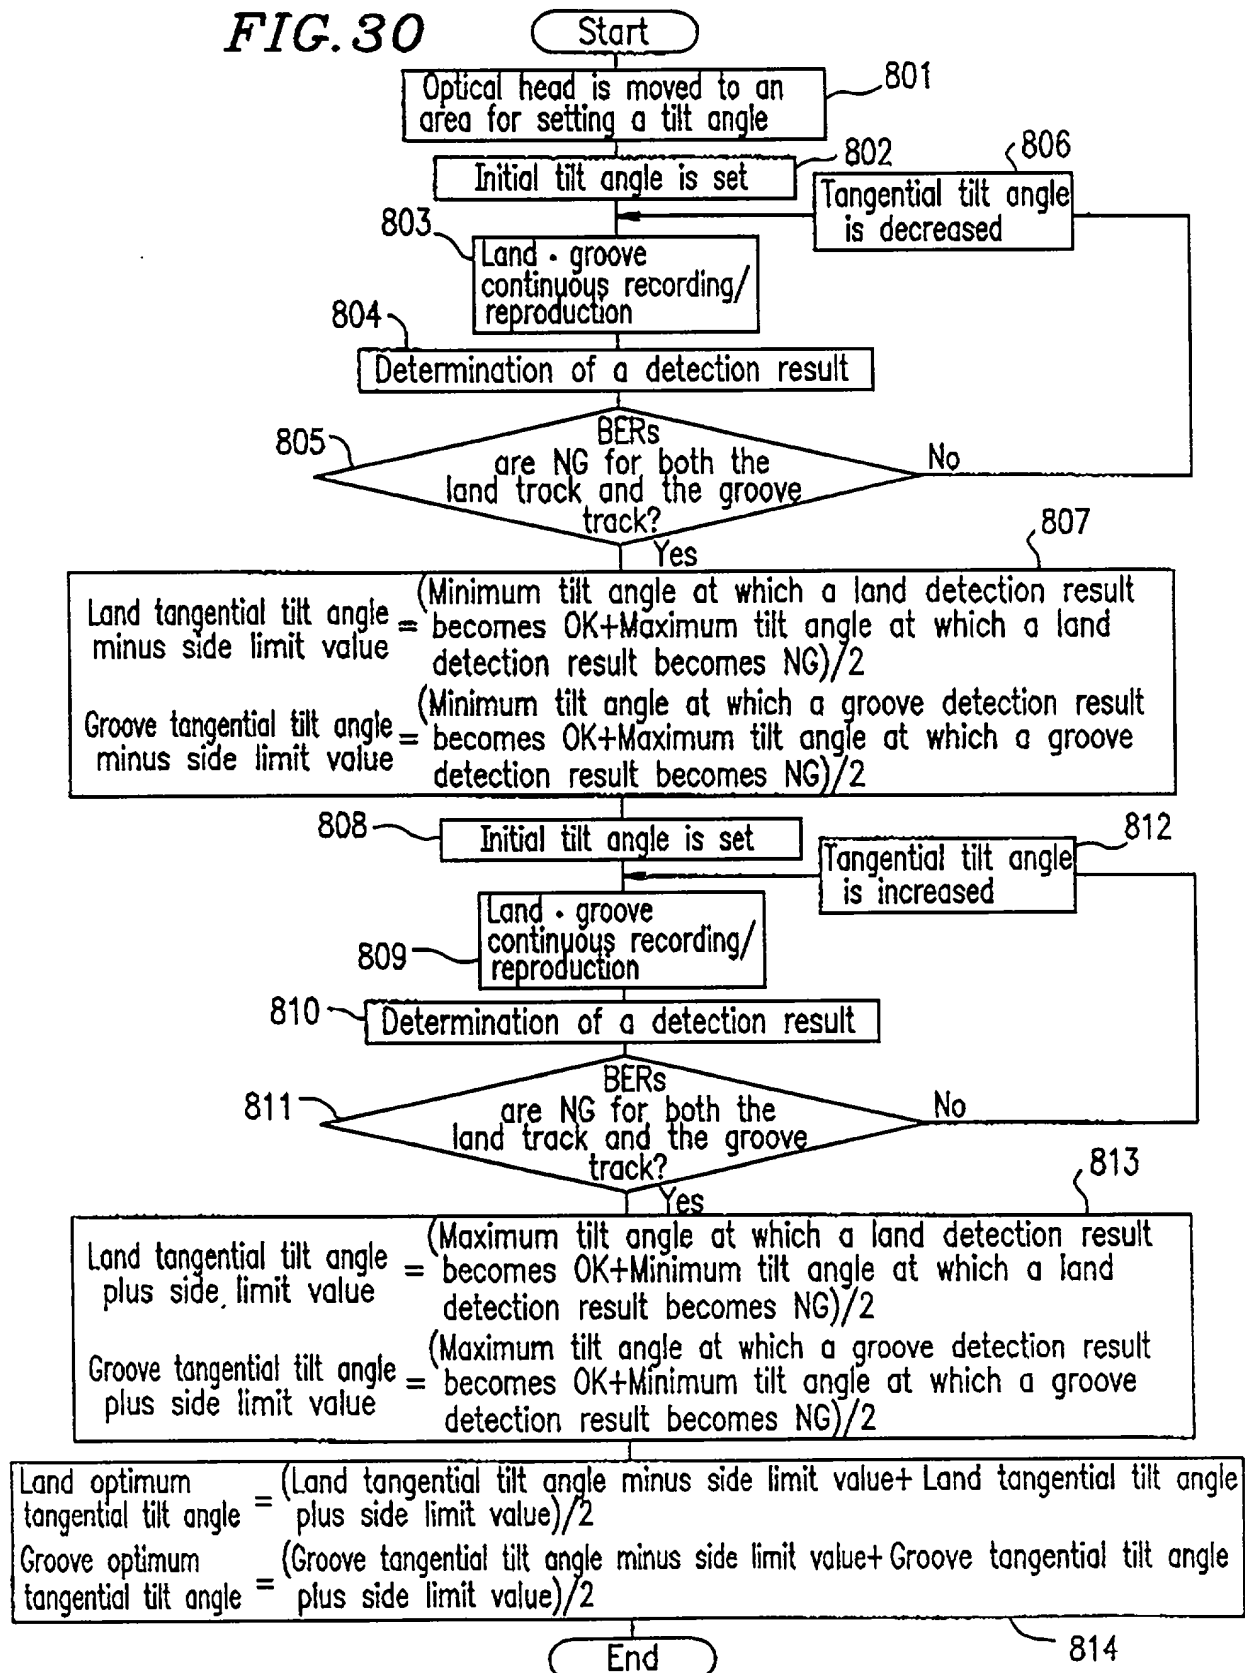 FIG.30
Start
Optical head is moved to an
area for setting a tilt angle
801
802
Initial tilt angle is set
806
Tangential tilt angle
is decreased
803
Land · groove
continuous recording/
reproduction
804
Determination of a detection result
805
BERs
are NG for both the
land track and the groove
track?
No
Yes
807
Land tangential tilt angle
minus side limit value
=
(Minimum tilt angle at which a land detection result
becomes OK+Maximum tilt angle at which a land
detection result becomes NG)/2
Groove tangential tilt angle
minus side limit value
=
(Minimum tilt angle at which a groove detection result
becomes OK+Maximum tilt angle at which a groove
detection result becomes NG)/2
808
Initial tilt angle is set
812
Tangential tilt angle
is increased
809
Land · groove
continuous recording/
reproduction
810
Determination of a detection result
811
BERs
are NG for both the
land track and the groove
track?
No
Yes
813
Land tangential tilt angle
plus side, limit value
=
(Maximum tilt angle at which a land detection result
becomes OK+Minimum tilt angle at which a land
detection result becomes NG)/2
Groove tangential tilt angle
plus side limit value
=
(Maximum tilt angle at which a groove detection result
becomes OK+Minimum tilt angle at which a groove
detection result becomes NG)/2
Land optimum
tangential tilt angle
=
(Land tangential tilt angle minus side limit value+ Land tangential tilt angle
plus side limit value)/2
Groove optimum
tangential tilt angle
=
(Groove tangential tilt angle minus side limit value+ Groove tangential tilt angle
plus side limit value)/2
814
End